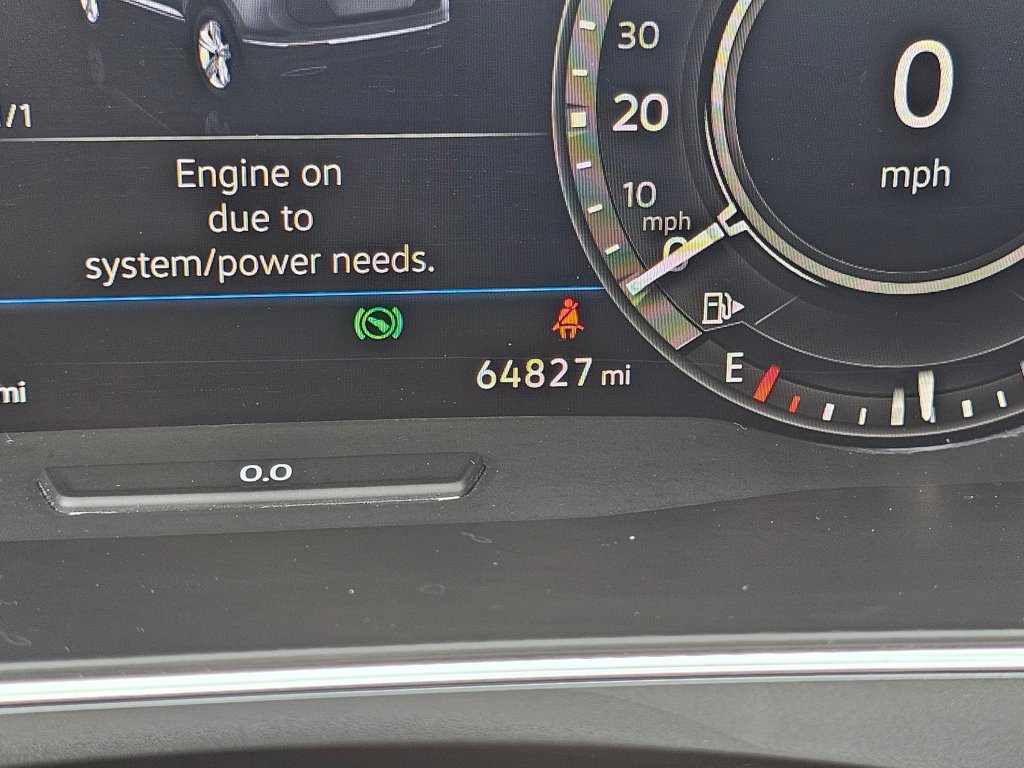 30
/1
20
0
Engine on
10
mph
due to
mph
0
system/power needs.
E
64827 mi
mi
0.0